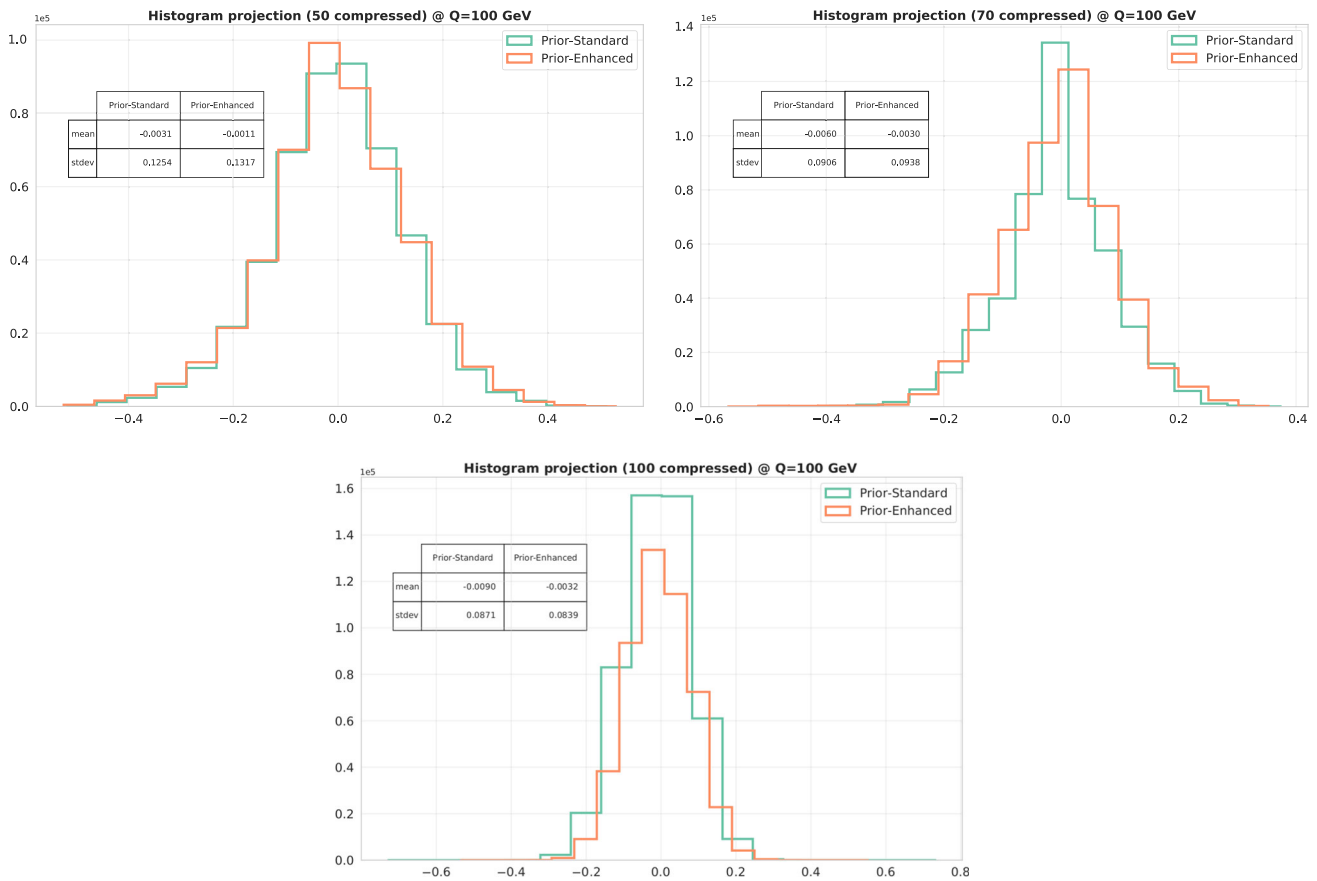 Histogram projection (50 compressed) @ Q=100 GeV
1e5
Prior-Standard
Prior-Enhanced
Prior-Standard Prior-Enhanced
mean -0.0031 -0.0011
stdev 0.1254 0.1317
1.0
0.8
0.6
0.4
0.2
0.0
−0.4 −0.2 0.0 0.2 0.4
Histogram projection (70 compressed) @ Q=100 GeV
1e5
Prior-Standard
Prior-Enhanced
Prior-Standard Prior-Enhanced
mean -0.0060 -0.0030
stdev 0.0906 0.0938
1.4
1.2
1.0
0.8
0.6
0.4
0.2
0.0
−0.6 −0.4 −0.2 0.0 0.2 0.4
Histogram projection (100 compressed) @ Q=100 GeV
1e5
Prior-Standard
Prior-Enhanced
Prior-Standard Prior-Enhanced
mean -0.0090 -0.0032
stdev 0.0871 0.0839
1.6
1.4
1.2
1.0
0.8
0.6
0.4
0.2
0.0
−0.6 −0.4 −0.2 0.0 0.2 0.4 0.6 0.8